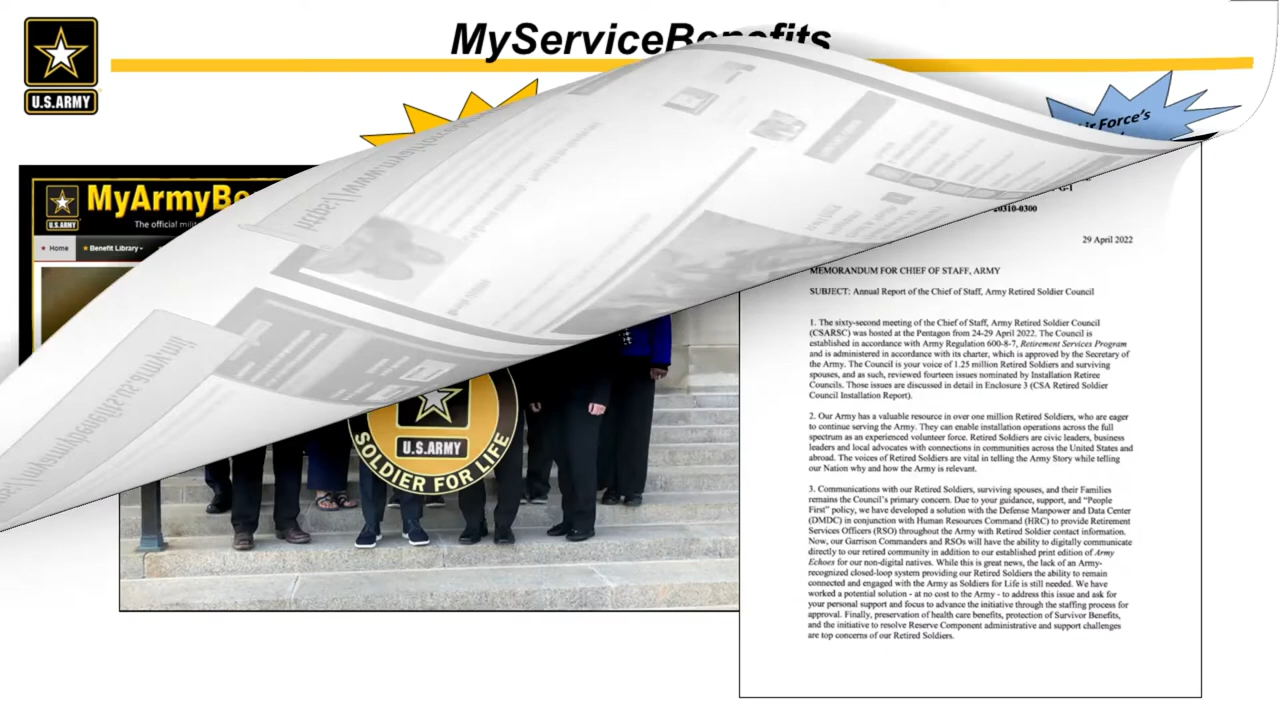 MyServiceBenefits
U.S.ARMY
Force's
MyArmyBe
U.S.ARMY
The official
Home
Benefit Library
G-1
20310-0300
29 April 2022
MEMORANDUM FOR CHIEF OF STAFF, ARMY
SUBJECT: Annual Report of the Chief of Staff, Army Retired Soldier Council
1. The sixty-second meeting of the Chief of Staff, Army Retired Soldier Council
(CSARSC) was hosted at the Pentagon from 24-29 April 2022. The Council is
established in accordance with Army Regulation 600-8-7, Retirement Services Program
and is administered in accordance with its charter, which is approved by the Secretary of
the Army. The Council is your voice of 1.25 million Retired Soldiers and surviving
spouses, and as such, reviewed fourteen issues nominated by Installation Retiree
Councils. Those issues are discussed in detail in Enclosure 3 (CSA Retired Soldier
Council Installation Report).
2. Our Army has a valuable resource in over one million Retired Soldiers, who are eager
to continue serving the Army. They can enable installation operations across the full
spectrum as an experienced volunteer force. Retired Soldiers are civic leaders, business
leaders and local advocates with connections in communities across the United States and
abroad. The voices of Retired Soldiers are vital in telling the Army Story while telling
our Nation why and how the Army is relevant.
3. Communications with our Retired Soldiers, surviving spouses, and their Families
remains the Council's primary concern. Due to your guidance, support, and "People
First" policy, we have developed a solution with the Defense Manpower and Data Center
(DMDC) in conjunction with Human Resources Command (HRC) to provide Retirement
Services Officers (RSO) throughout the Army with Retired Soldier contact information.
Now, our Garrison Commanders and RSOs will have the ability to digitally communicate
directly to our retired community in addition to our established print edition of Army
Echoes for our non-digital natives. While this is great news, the lack of an Army-
recognized closed-loop system providing our Retired Soldiers the ability to remain
connected and engaged with the Army as Soldiers for Life is still needed. We have
worked a potential solution - at no cost to the Army - to address this issue and ask for
your personal support and focus to advance the initiative through the staffing process for
approval. Finally, preservation of health care benefits, protection of Survivor Benefits,
and the initiative to resolve Reserve Component administrative and support challenges
are top concerns of our Retired Soldiers.
U.S.ARMY
SOLDIER FOR LIFE